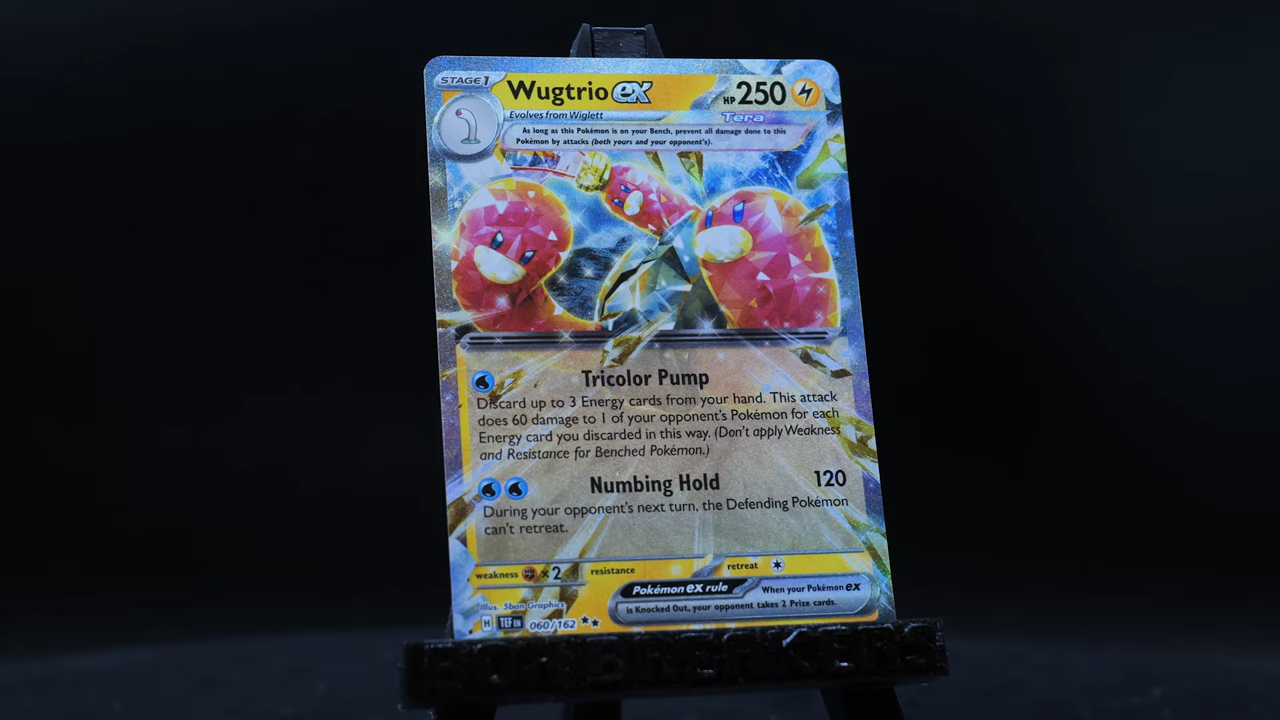 STAGE 1
Wugtrio ex
HP 250
Evolves from Wiglett
Tera
As long as this Pokémon is on your Bench, prevent all damage done to this
Pokémon by attacks (both yours and your opponent's).
Tricolor Pump
Discard up to 3 Energy cards from your hand. This attack
does 60 damage to 1 of your opponent's Pokémon for each
Energy card you discarded in this way. (Don't apply Weakness
and Resistance for Benched Pokémon.)
Numbing Hold 120
During your opponent's next turn, the Defending Pokémon
can't retreat.
weakness ×2 resistance retreat
Pokémon ex rule When your Pokémon ex
is Knocked Out, your opponent takes 2 Prize cards.
Illus. 5ban Graphics
H TEF EN 060/162